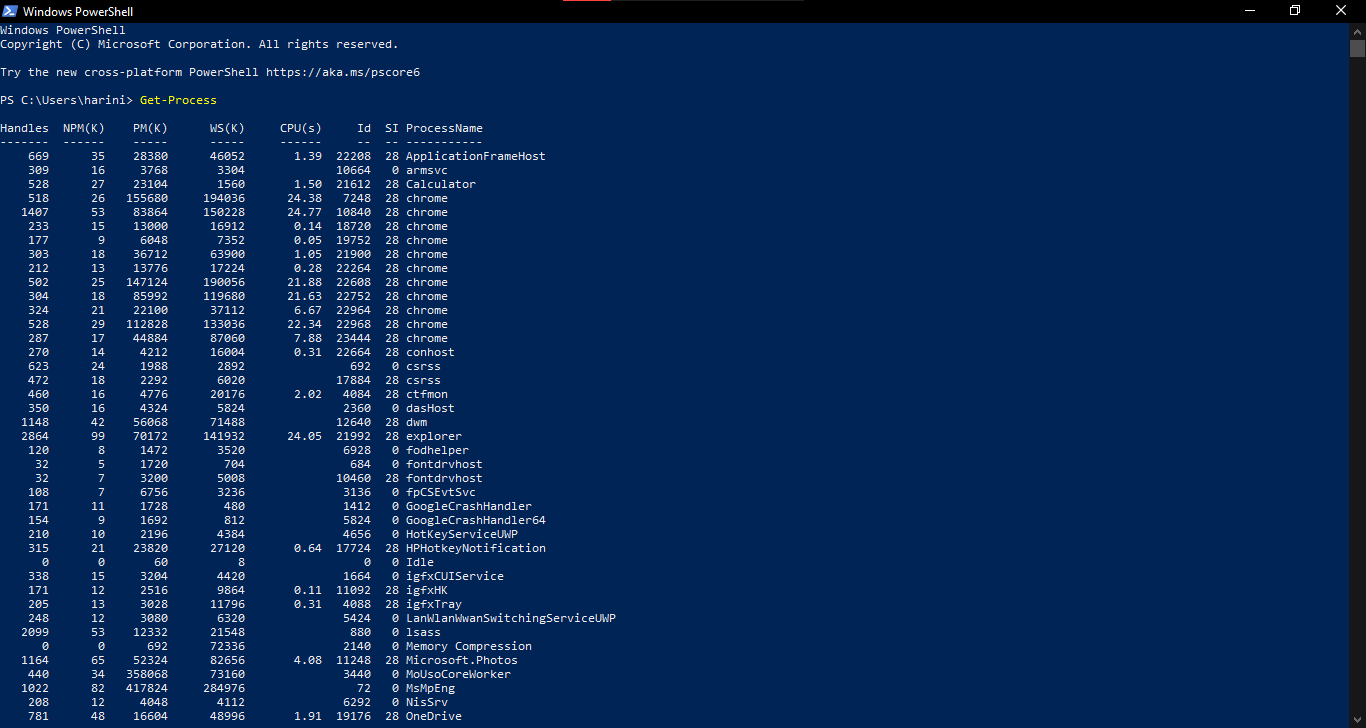 Windows PowerShell
Windows PowerShell
Copyright (C) Microsoft Corporation. All rights reserved.
Try the new cross-platform PowerShell https://aka.ms/pscore6
PS C:\Users\harini> Get-Process
Handles  NPM(K)    PM(K)      WS(K)     CPU(s)     Id  SI ProcessName
-------  ------    -----      -----     ------     --  -- -----------
    669      35    28380      46052       1.39  22208  28 ApplicationFrameHost
    309      16     3768       3304             10664   0 armsvc
    528      27    23104       1560       1.50  21612  28 Calculator
    518      26   155680     194036      24.38   7248  28 chrome
   1407      53    83864     150228      24.77  10840  28 chrome
    233      15    13000      16912       0.14  18720  28 chrome
    177       9     6048       7352       0.05  19752  28 chrome
    303      18    36712      63900       1.05  21900  28 chrome
    212      13    13776      17224       0.28  22264  28 chrome
    502      25   147124     190056      21.88  22608  28 chrome
    304      18    85992     119680      21.63  22752  28 chrome
    324      21    22100      37112       6.67  22964  28 chrome
    528      29   112828     133036      22.34  22968  28 chrome
    287      17    44884      87060       7.88  23444  28 chrome
    270      14     4212      16004       0.31  22664  28 conhost
    623      24     1988       2892               692   0 csrss
    472      18     2292       6020             17884  28 csrss
    460      16     4776      20176       2.02   4084  28 ctfmon
    350      16     4324       5824              2360   0 dasHost
   1148      42    56068      71488             12640  28 dwm
   2864      99    70172     141932      24.05  21992  28 explorer
    120       8     1472       3520              6928   0 fodhelper
     32       5     1720        704               684   0 fontdrvhost
     32       7     3200       5008             10460  28 fontdrvhost
    108       7     6756       3236              3136   0 fpCSEvtSvc
    171      11     1728        480              1412   0 GoogleCrashHandler
    154       9     1692        812              5824   0 GoogleCrashHandler64
    210      10     2196       4384              4656   0 HotKeyServiceUWP
    315      21    23820      27120       0.64  17724  28 HPHotkeyNotification
      0       0       60          8                 0   0 Idle
    338      15     3204       4420              1664   0 igfxCUIService
    171      12     2516       9864       0.11  11092  28 igfxHK
    205      13     3028      11796       0.31   4088  28 igfxTray
    248      12     3080       6320              5424   0 LanWlanWwanSwitchingServiceUWP
   2099      53    12332      21548               880   0 lsass
      0       0      692      72336              2140   0 Memory Compression
   1164      65    52324      82656       4.08  11248  28 Microsoft.Photos
    440      34   358068      73160              3440   0 MoUsoCoreWorker
   1022      82   417824     284976                72   0 MsMpEng
    208      12     4048       4112              6292   0 NisSrv
    781      48    16604      48996       1.91  19176  28 OneDrive